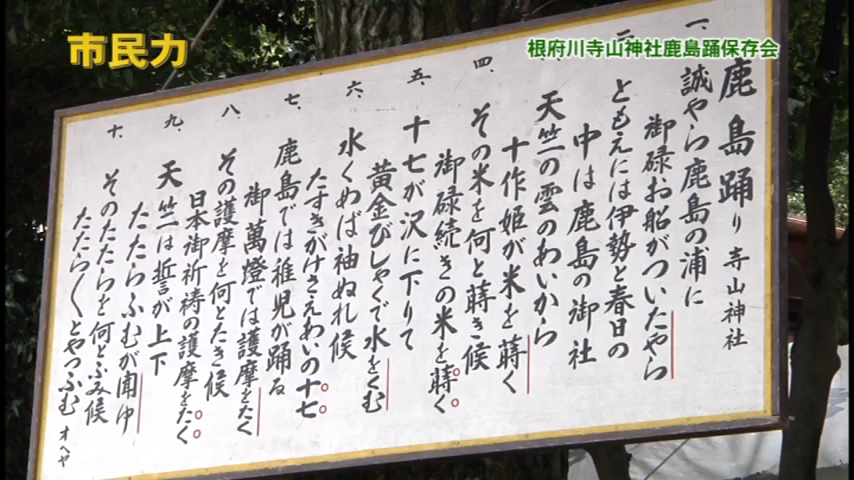 市民力
根府川寺山神社鹿島踊保存会
鹿島踊り 寺山神社
一、誠やら鹿島の浦に
御碌お船がついたやら
二、ともえには伊勢と春日の
中は鹿島の御社
三、天竺の雲のあいから
十作姫が米を蒔く
四、その米を何と蒔き候
御碌続きの米を蒔く
五、十七が沢に下りて
黄金びしゃくで水をくむ
六、水くめば袖ぬれ候
たすきがけさえあいの十七
七、鹿島では稚児が踊る
御萬燈では護摩をたく
八、その護摩を何とたき候
日本御祈祷の護摩をたく
九、天竺は誓が上下
たたらふむが聞ゆ
十、そのたたらを何とふみ候
たたら〱とやつふむ オヘヤ